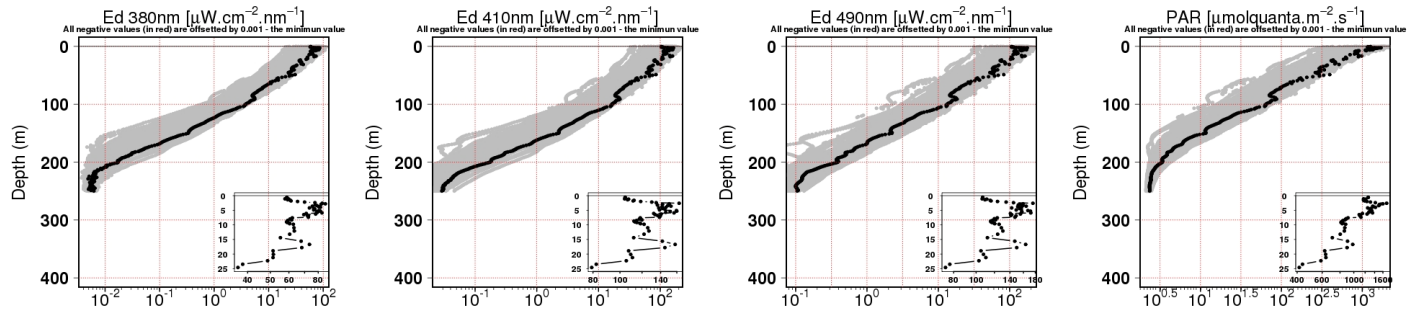 Ed 380nm [µW.cm⁻².nm⁻¹]
All negative values (in red) are offsetted by 0.001 - the minimun value
Depth (m)
0
100
200
300
400
10⁻² 10⁻¹ 10⁰ 10¹ 10²
0
5
10
15
20
25
40 50 60 80
Ed 410nm [µW.cm⁻².nm⁻¹]
All negative values (in red) are offsetted by 0.001 - the minimun value
Depth (m)
0
100
200
300
400
10⁻¹ 10⁰ 10¹ 10²
0
5
10
15
20
25
80 100 140
Ed 490nm [µW.cm⁻².nm⁻¹]
All negative values (in red) are offsetted by 0.001 - the minimun value
Depth (m)
0
100
200
300
400
10⁻¹ 10⁰ 10¹ 10²
0
5
10
15
20
25
80 100 140 180
PAR [µmolquanta.m⁻².s⁻¹]
All negative values (in red) are offsetted by 0.001 - the minimun value
Depth (m)
0
100
200
300
400
10⁰·⁵ 10¹ 10¹·⁵ 10² 10²·⁵ 10³
0
5
10
15
20
25
400 600 1000 1600